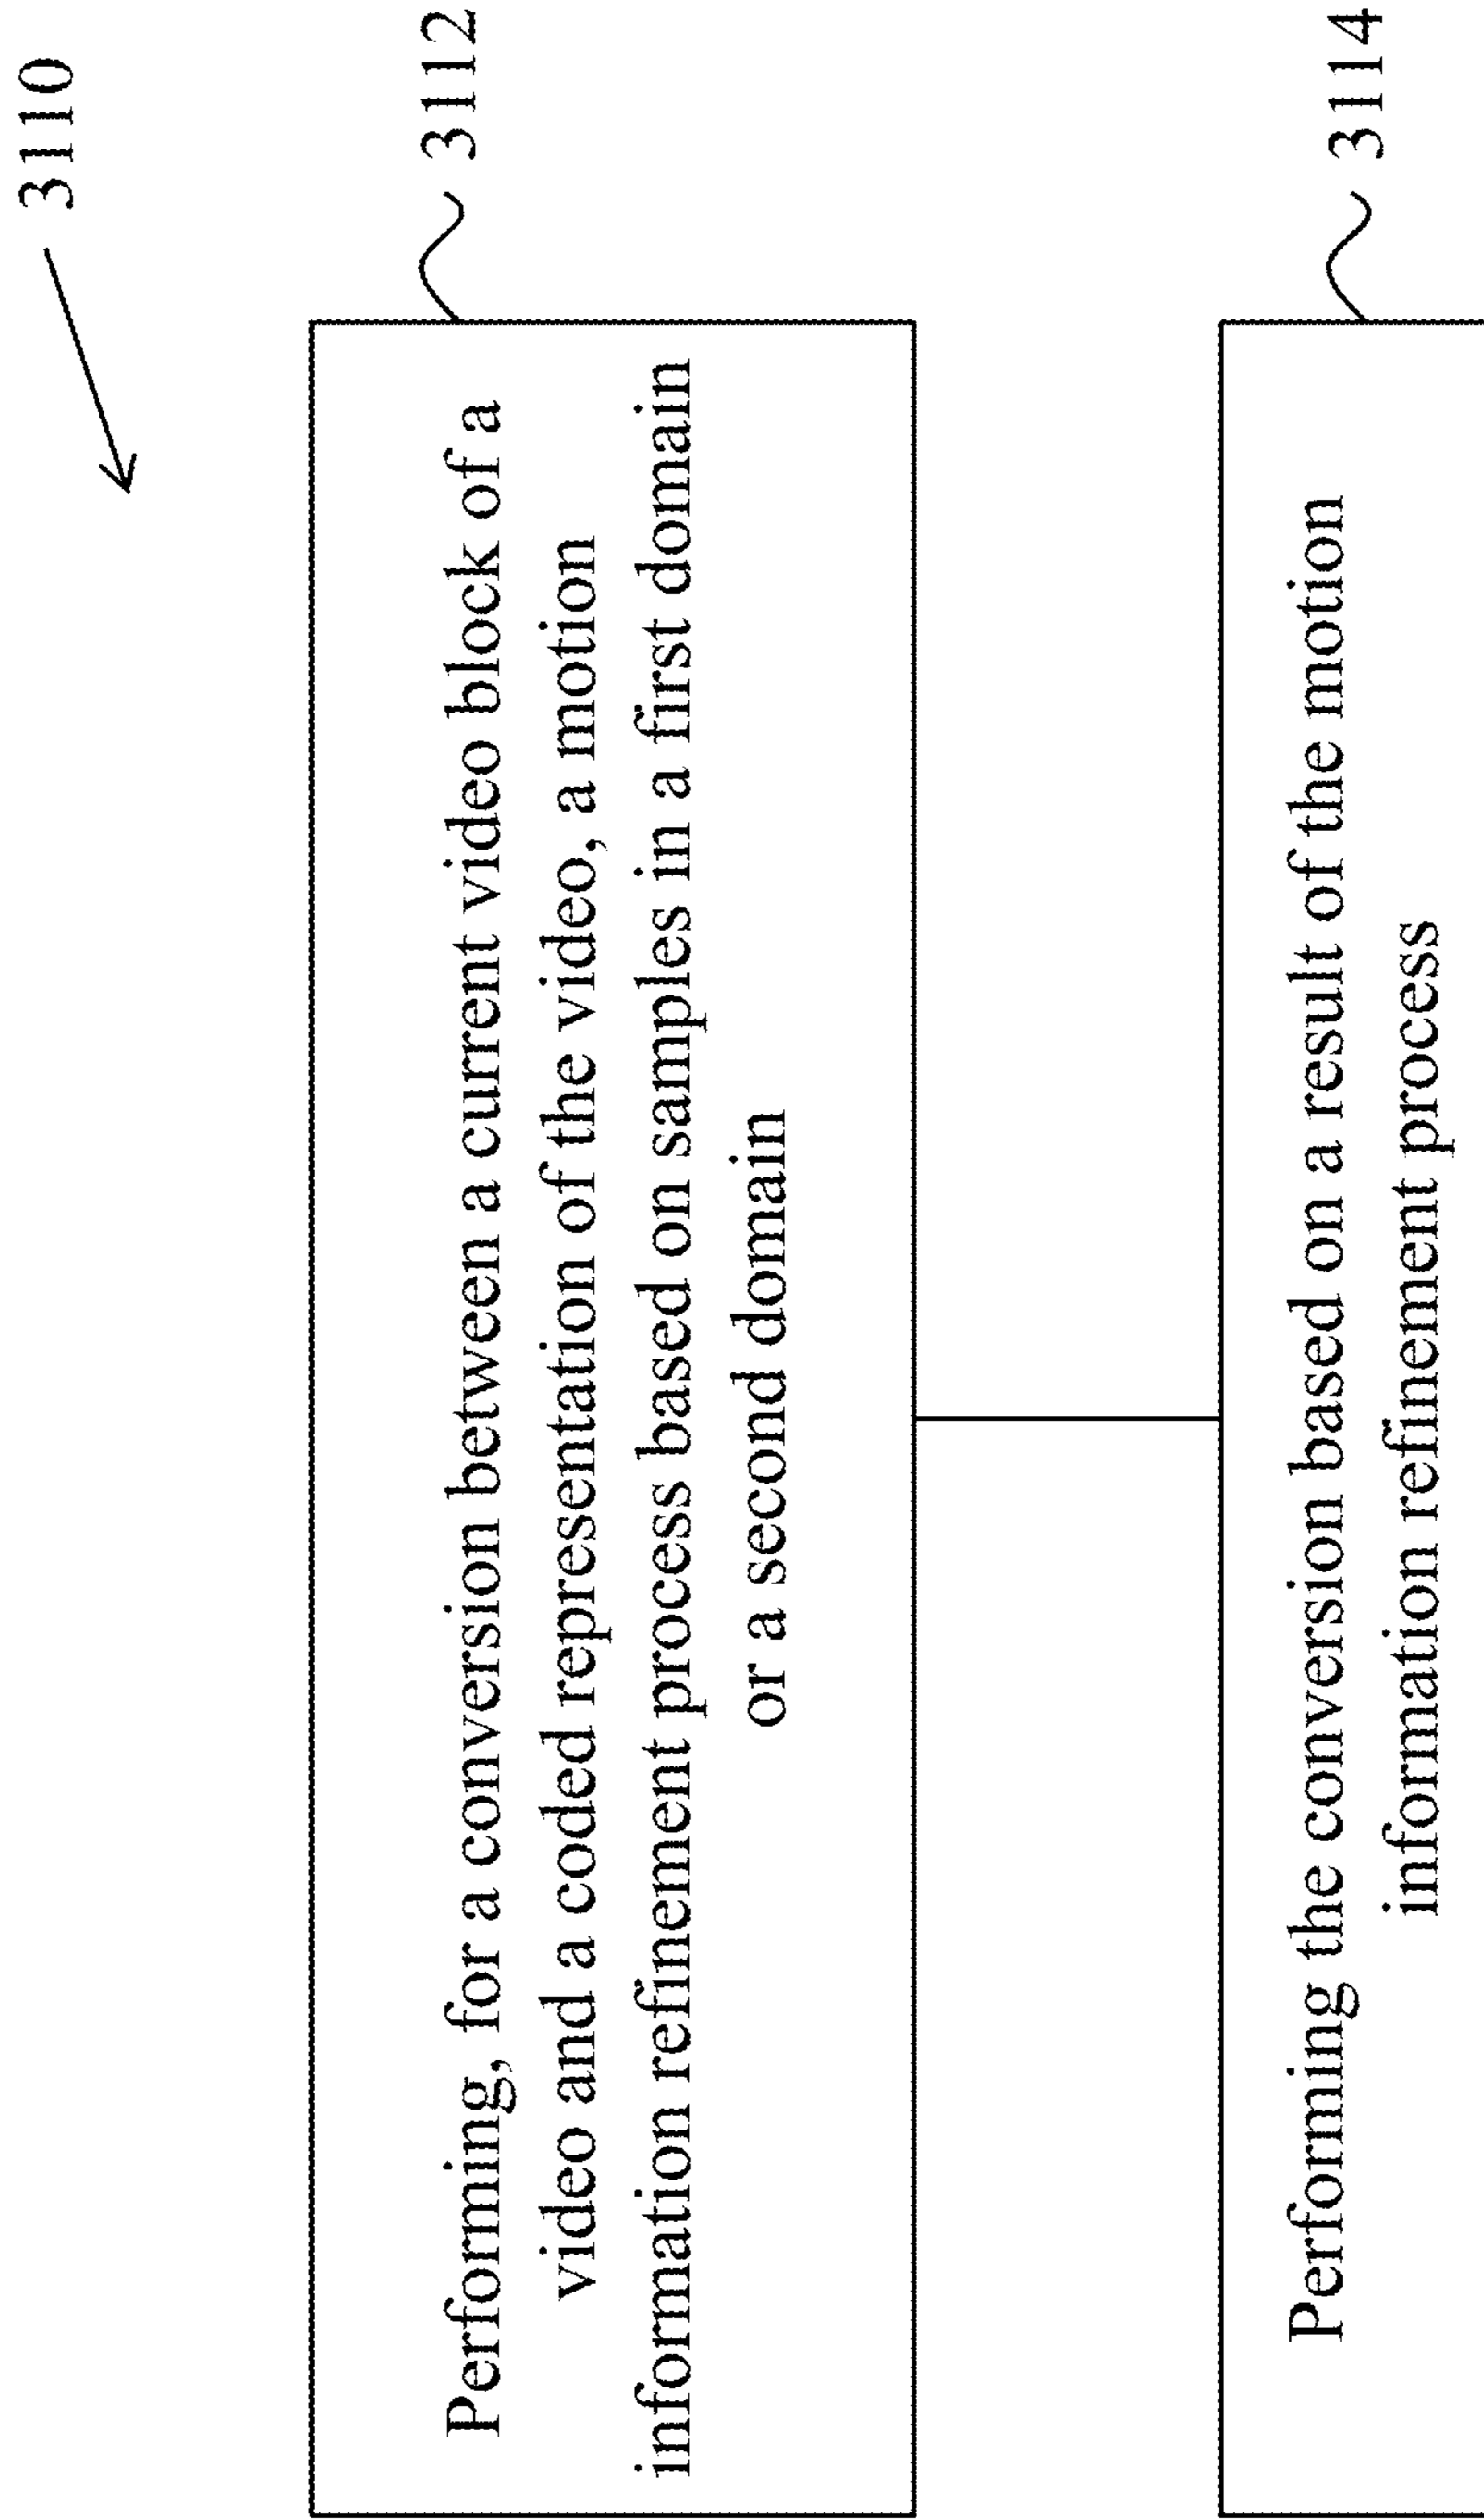 3110
Performing, for a conversion between a current video block of a
video and a coded representation of the video, a motion
information refinement process based on samples in a first domain
or a second domain
3112
Performing the conversion based on a result of the motion
information refinement process
3114